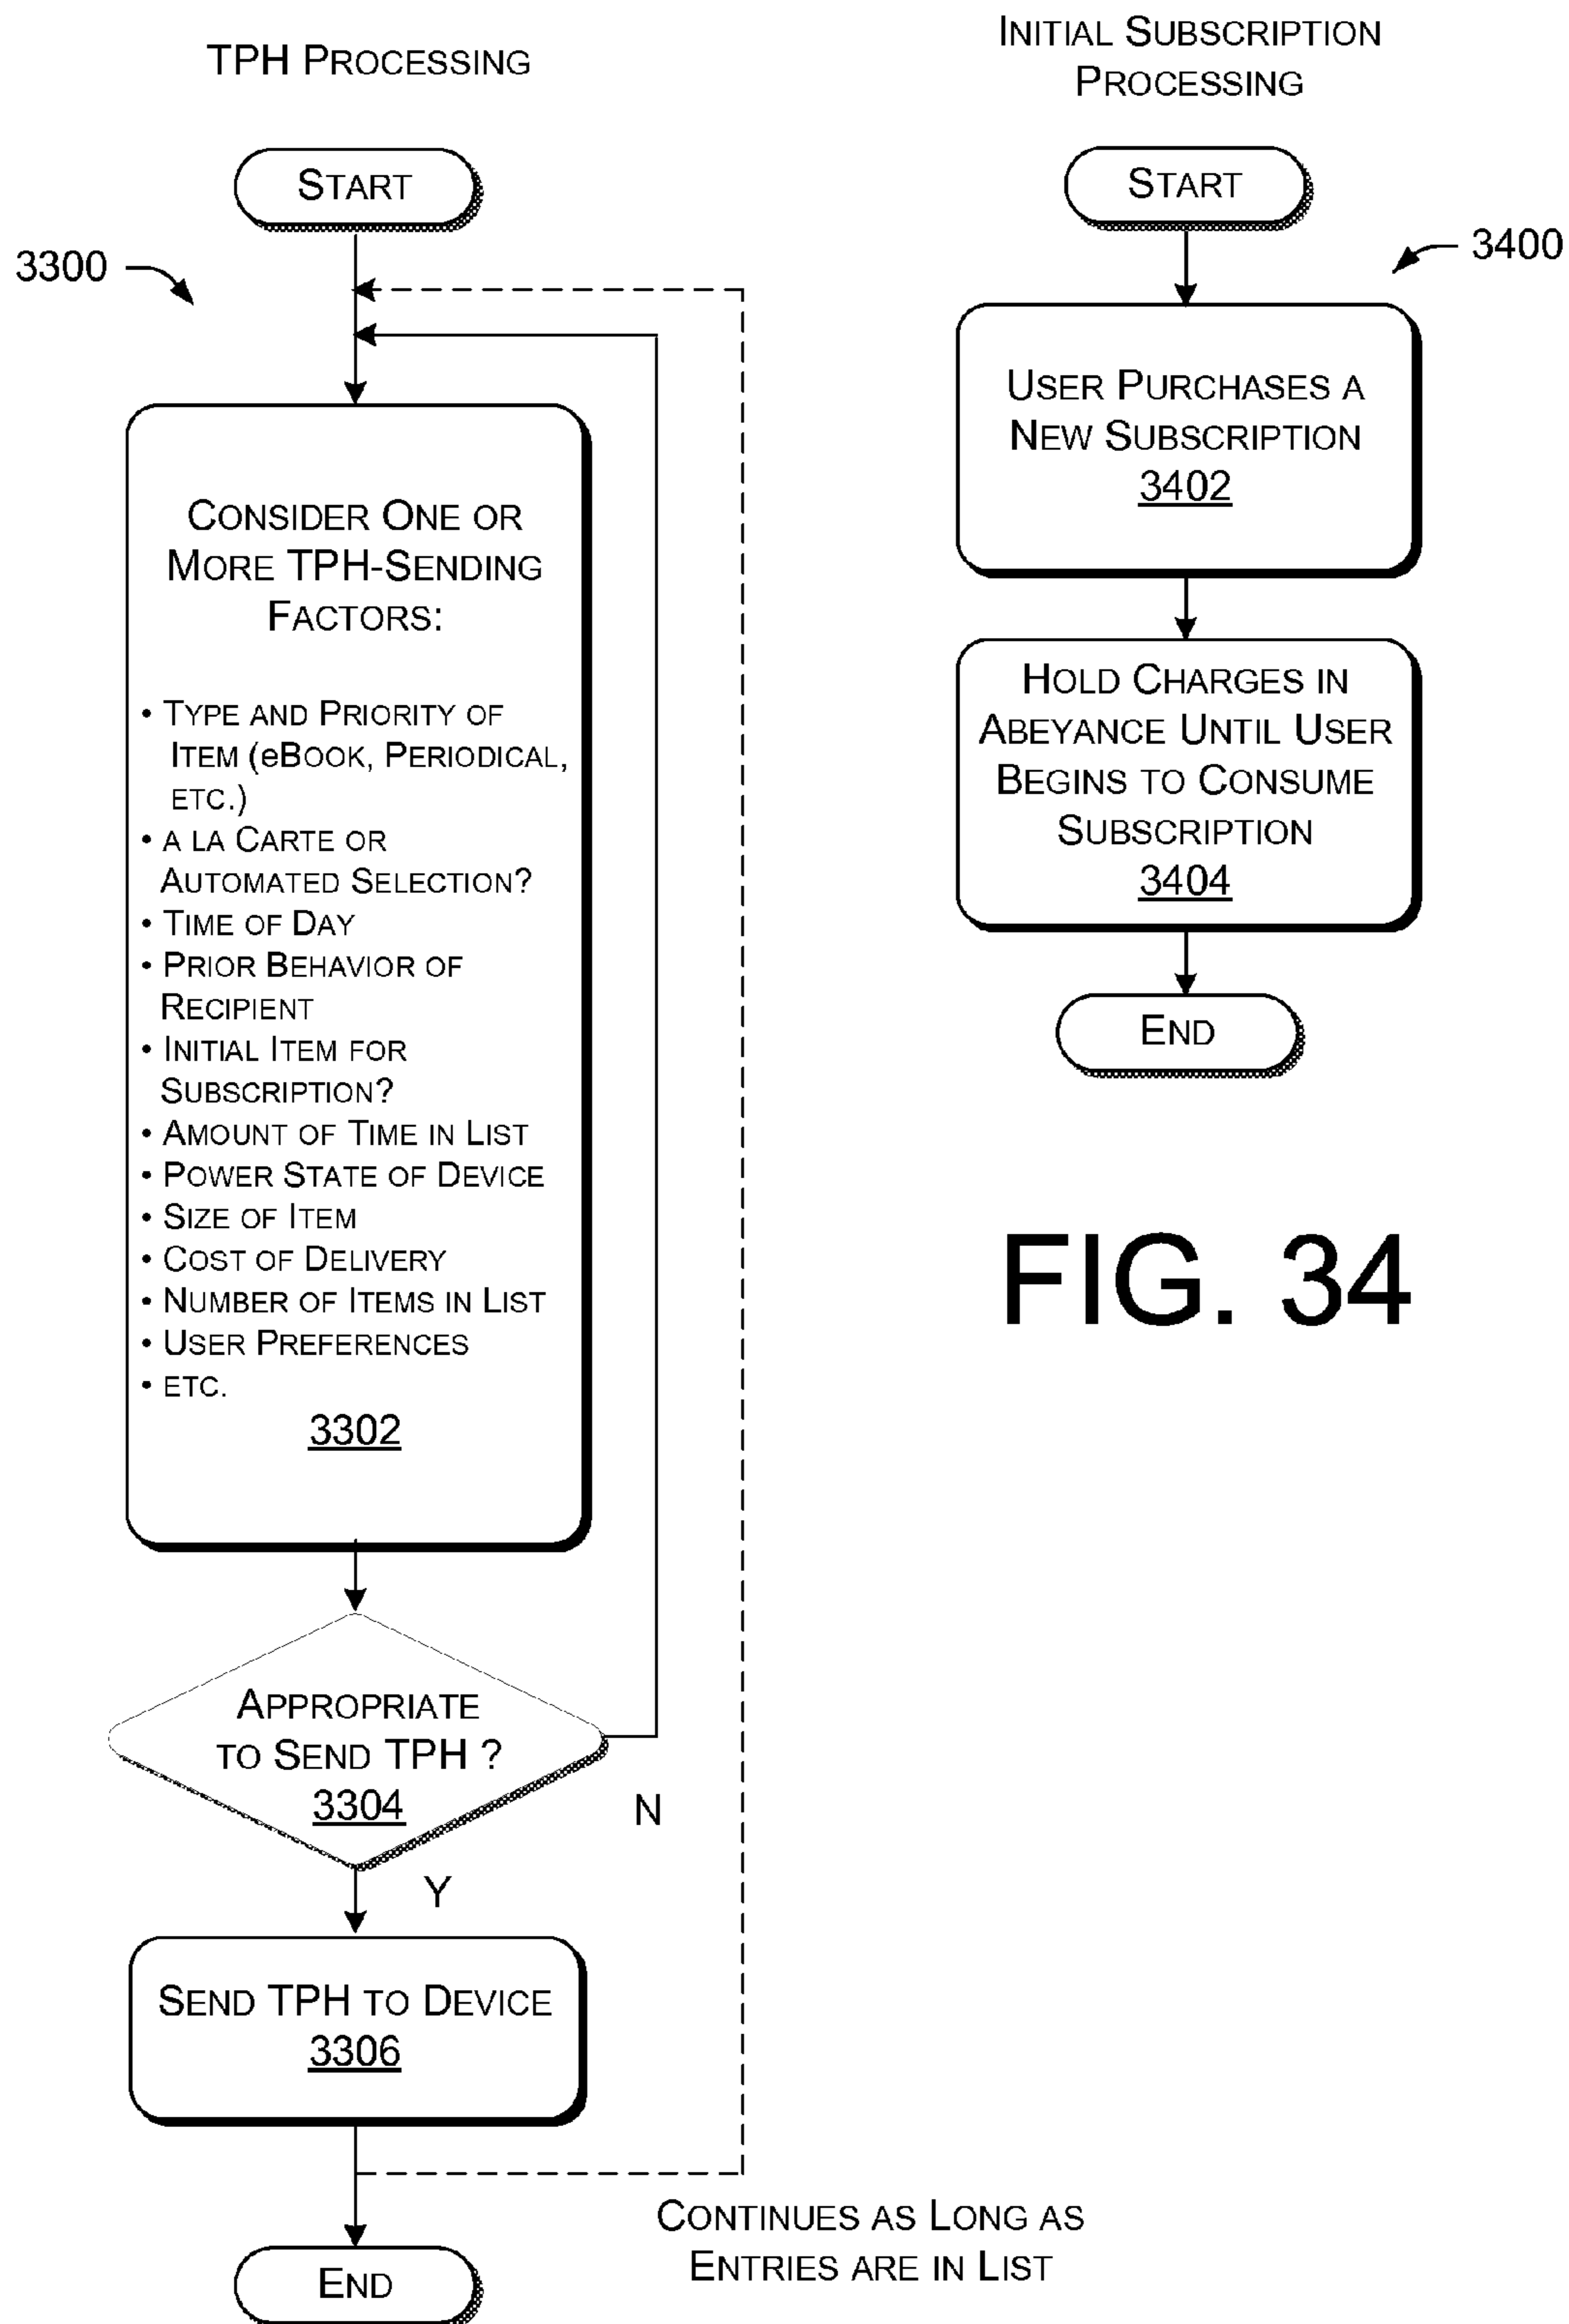 TPH PROCESSING
START
3300
CONSIDER ONE OR
MORE TPH-SENDING
FACTORS:
• TYPE AND PRIORITY OF
ITEM (eBOOK, PERIODICAL,
ETC.)
• A LA CARTE OR
AUTOMATED SELECTION?
• TIME OF DAY
• PRIOR BEHAVIOR OF
RECIPIENT
• INITIAL ITEM FOR
SUBSCRIPTION?
• AMOUNT OF TIME IN LIST
• POWER STATE OF DEVICE
• SIZE OF ITEM
• COST OF DELIVERY
• NUMBER OF ITEMS IN LIST
• USER PREFERENCES
• ETC.
3302
APPROPRIATE
TO SEND TPH ?
3304
N
Y
SEND TPH TO DEVICE
3306
CONTINUES AS LONG AS
ENTRIES ARE IN LIST
END
INITIAL SUBSCRIPTION
PROCESSING
START
3400
USER PURCHASES A
NEW SUBSCRIPTION
3402
HOLD CHARGES IN
ABEYANCE UNTIL USER
BEGINS TO CONSUME
SUBSCRIPTION
3404
END
FIG. 34